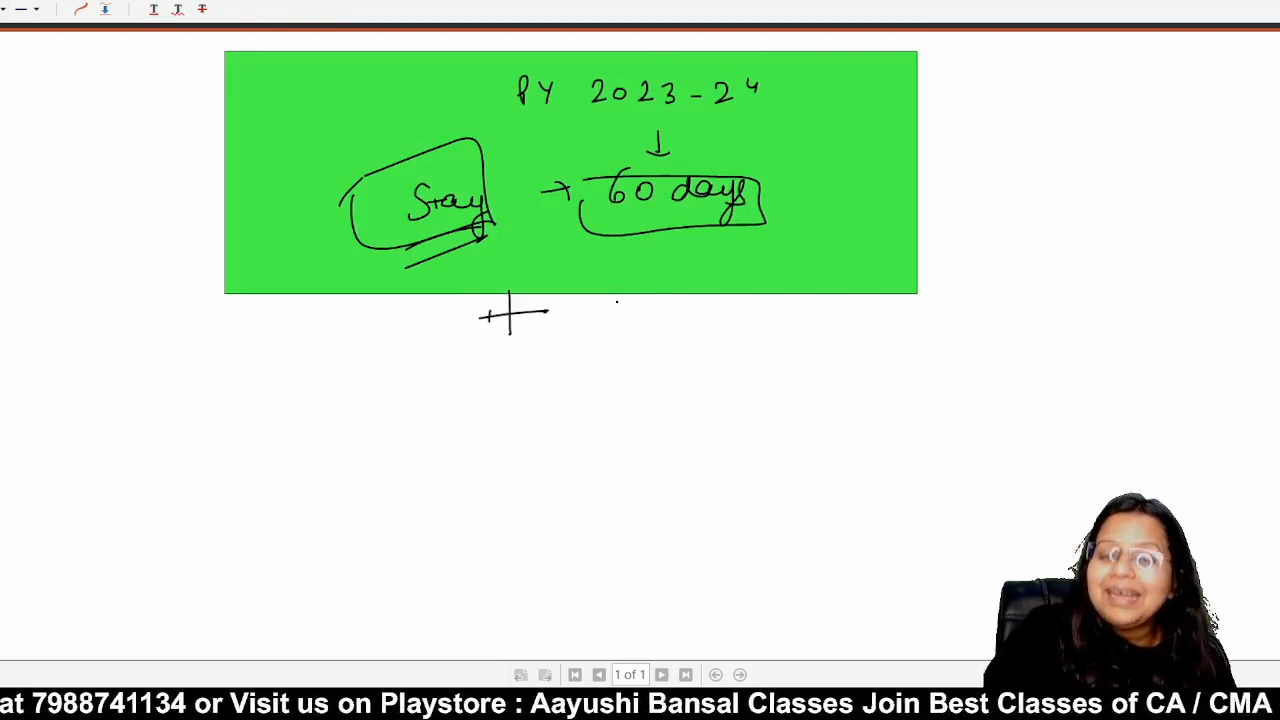 PY 2023-24
Stay → 60 days
1 of 1
at 7988741134 or Visit us on Playstore : Aayushi Bansal Classes Join Best Classes of CA / CMA